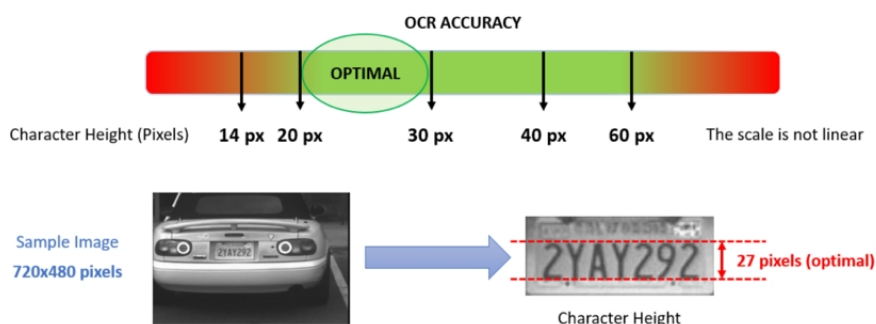 OCR ACCURACY
OPTIMAL
Character Height (Pixels) 14 px 20 px 30 px 40 px 60 px The scale is not linear
Sample Image
720x480 pixels
2YAY292
2YAY292
27 pixels (optimal)
Character Height